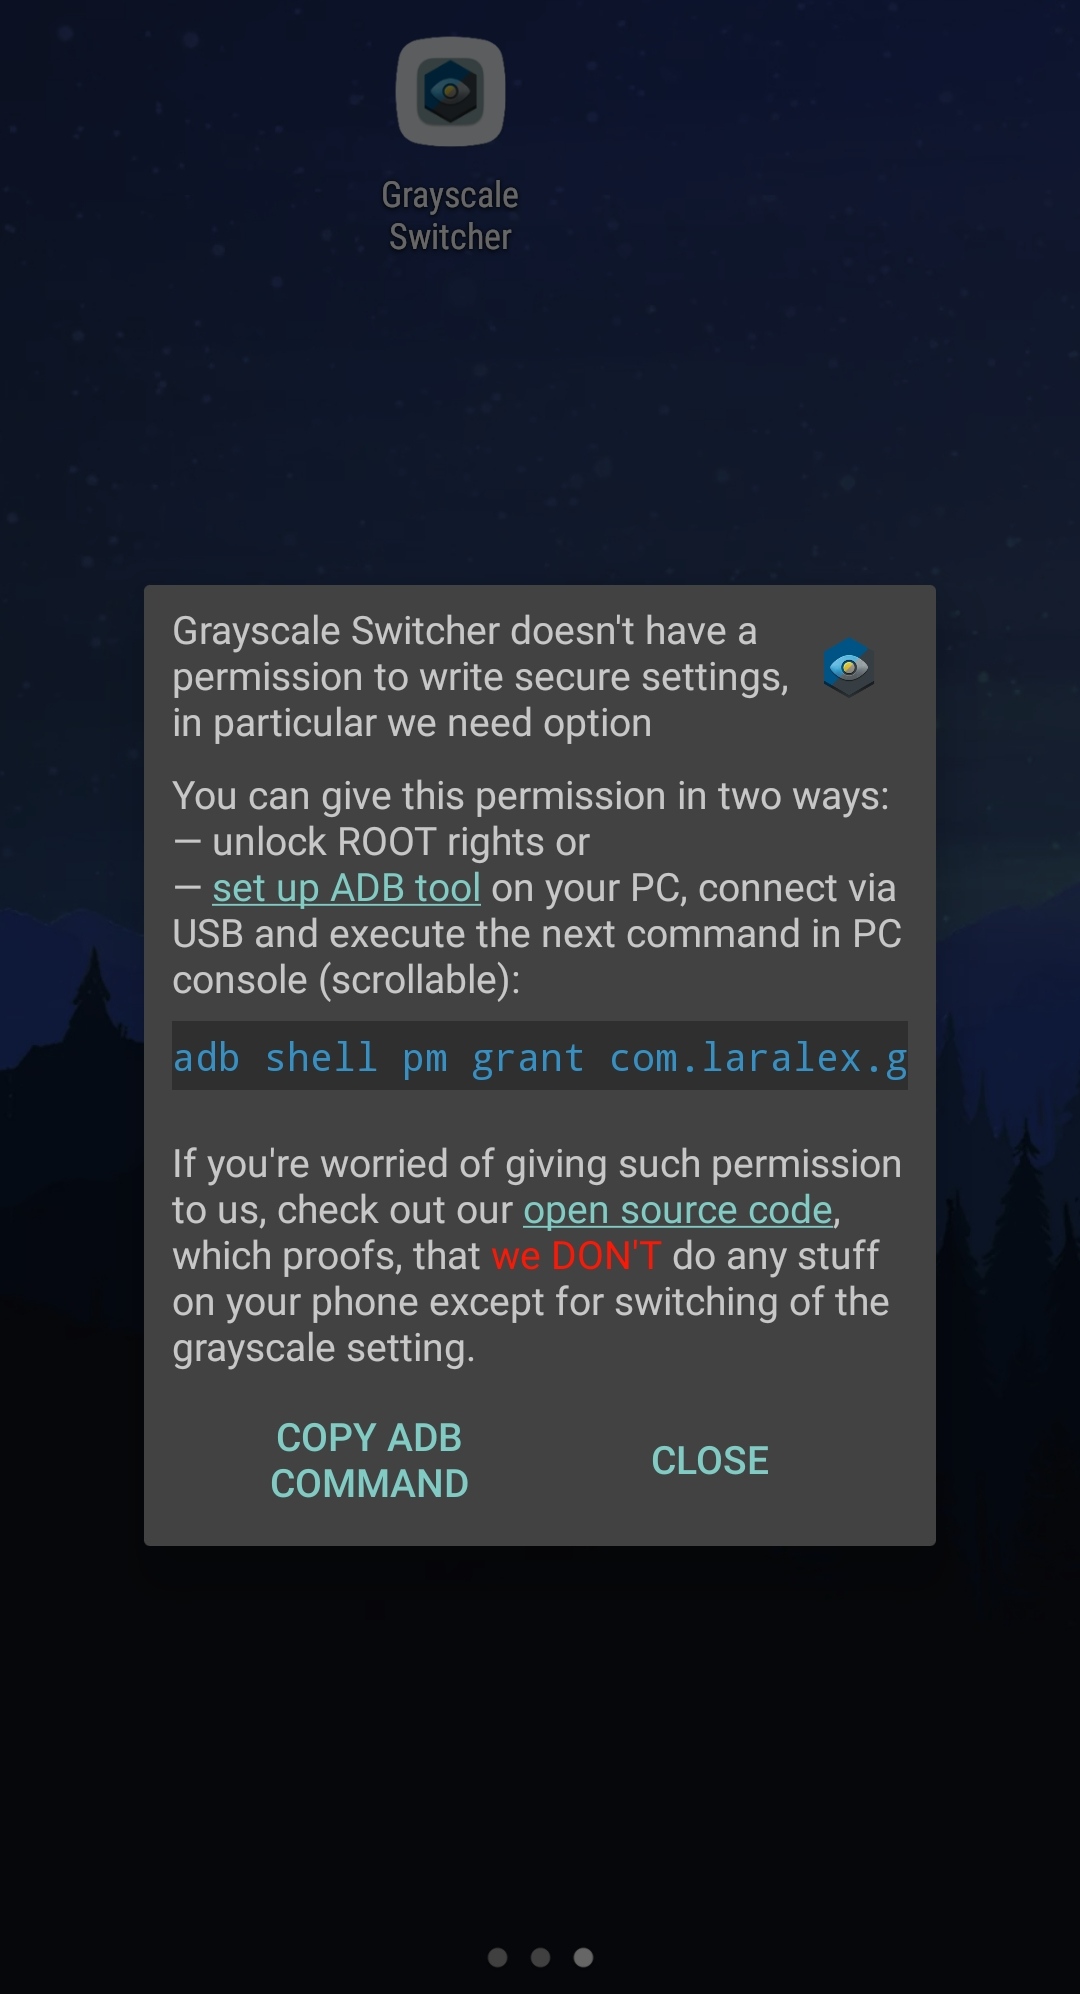 Grayscale
Switcher
Grayscale Switcher doesn't have a
permission to write secure settings,
in particular we need option
You can give this permission in two ways:
— unlock ROOT rights or
— set up ADB tool on your PC, connect via
USB and execute the next command in PC
console (scrollable):
adb shell pm grant com.laralex.g
If you're worried of giving such permission
to us, check out our open source code,
which proofs, that we DON'T do any stuff
on your phone except for switching of the
grayscale setting.
COPY ADB
COMMAND
CLOSE